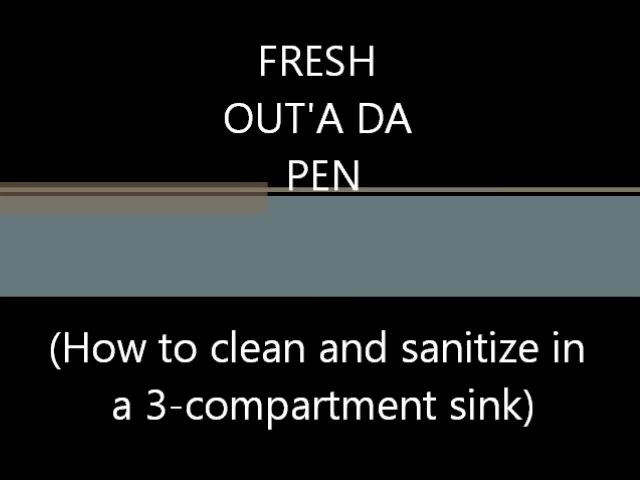 FRESH
OUT'A DA
PEN
(How to clean and sanitize in
a 3-compartment sink)